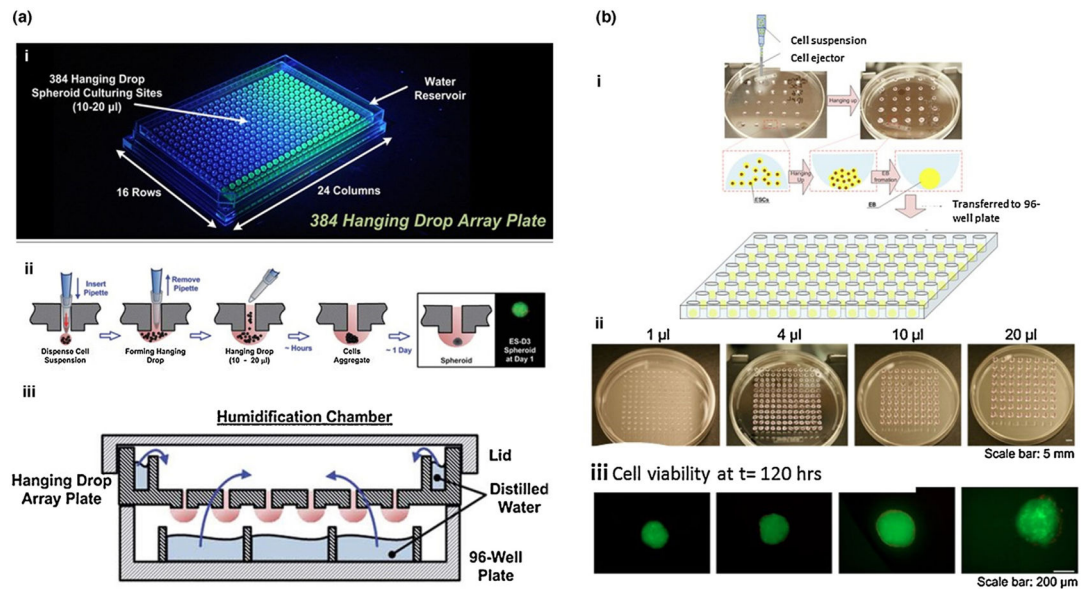 (a)
i
384 Hanging Drop
Spheroid Culturing Sites
(10-20 µl)
Water
Reservoir
16 Rows
24 Columns
384 Hanging Drop Array Plate
ii
Insert
Pipette
Remove
Pipette
Dispense Cell
Suspension
Forming Hanging
Drop
Hanging Drop
(10 – 20 µl)
~ Hours
Cells
Aggregate
~ 1 Day
Spheroid
ES-D3
Spheroid
at Day 1
iii
Humidification Chamber
Hanging Drop
Array Plate
Lid
Distilled
Water
96-Well
Plate
(b)
Cell suspension
Cell ejector
i
Hanging up
Hanging
Up
EB
fromation
ESCs
EB
Transferred to 96-
well plate
ii
1 µl
4 µl
10 µl
20 µl
Scale bar: 5 mm
iii Cell viability at t= 120 hrs
Scale bar: 200 µm